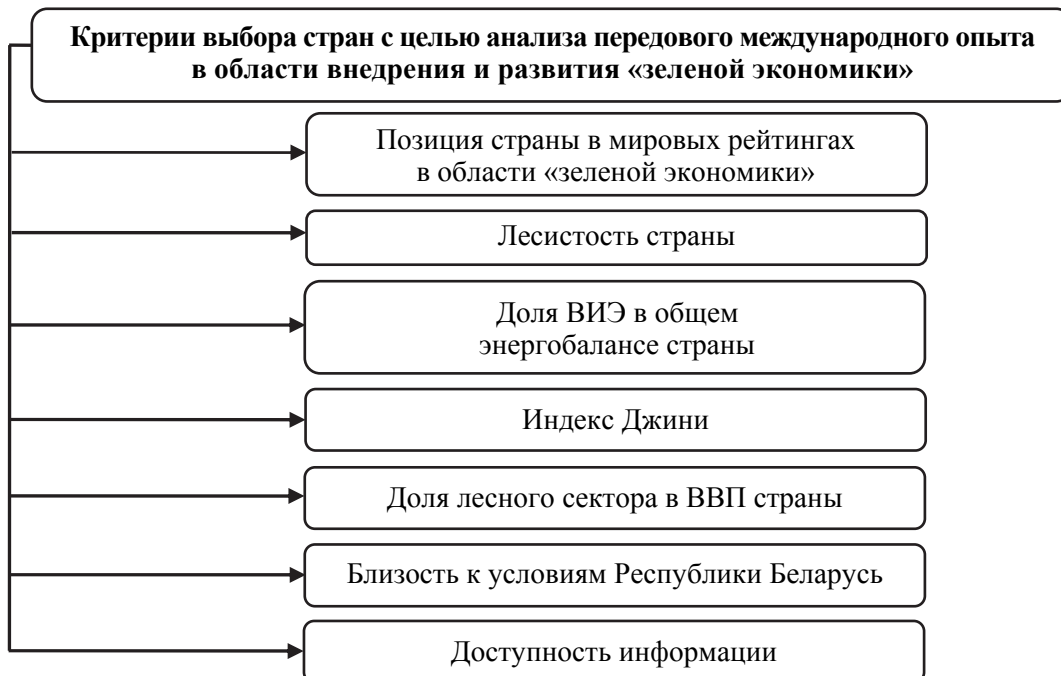 Критерии выбора стран с целью анализа передового международного опыта
в области внедрения и развития «зеленой экономики»
Позиция страны в мировых рейтингах
в области «зеленой экономики»
Лесистость страны
Доля ВИЭ в общем
энергобалансе страны
Индекс Джини
Доля лесного сектора в ВВП страны
Близость к условиям Республики Беларусь
Доступность информации